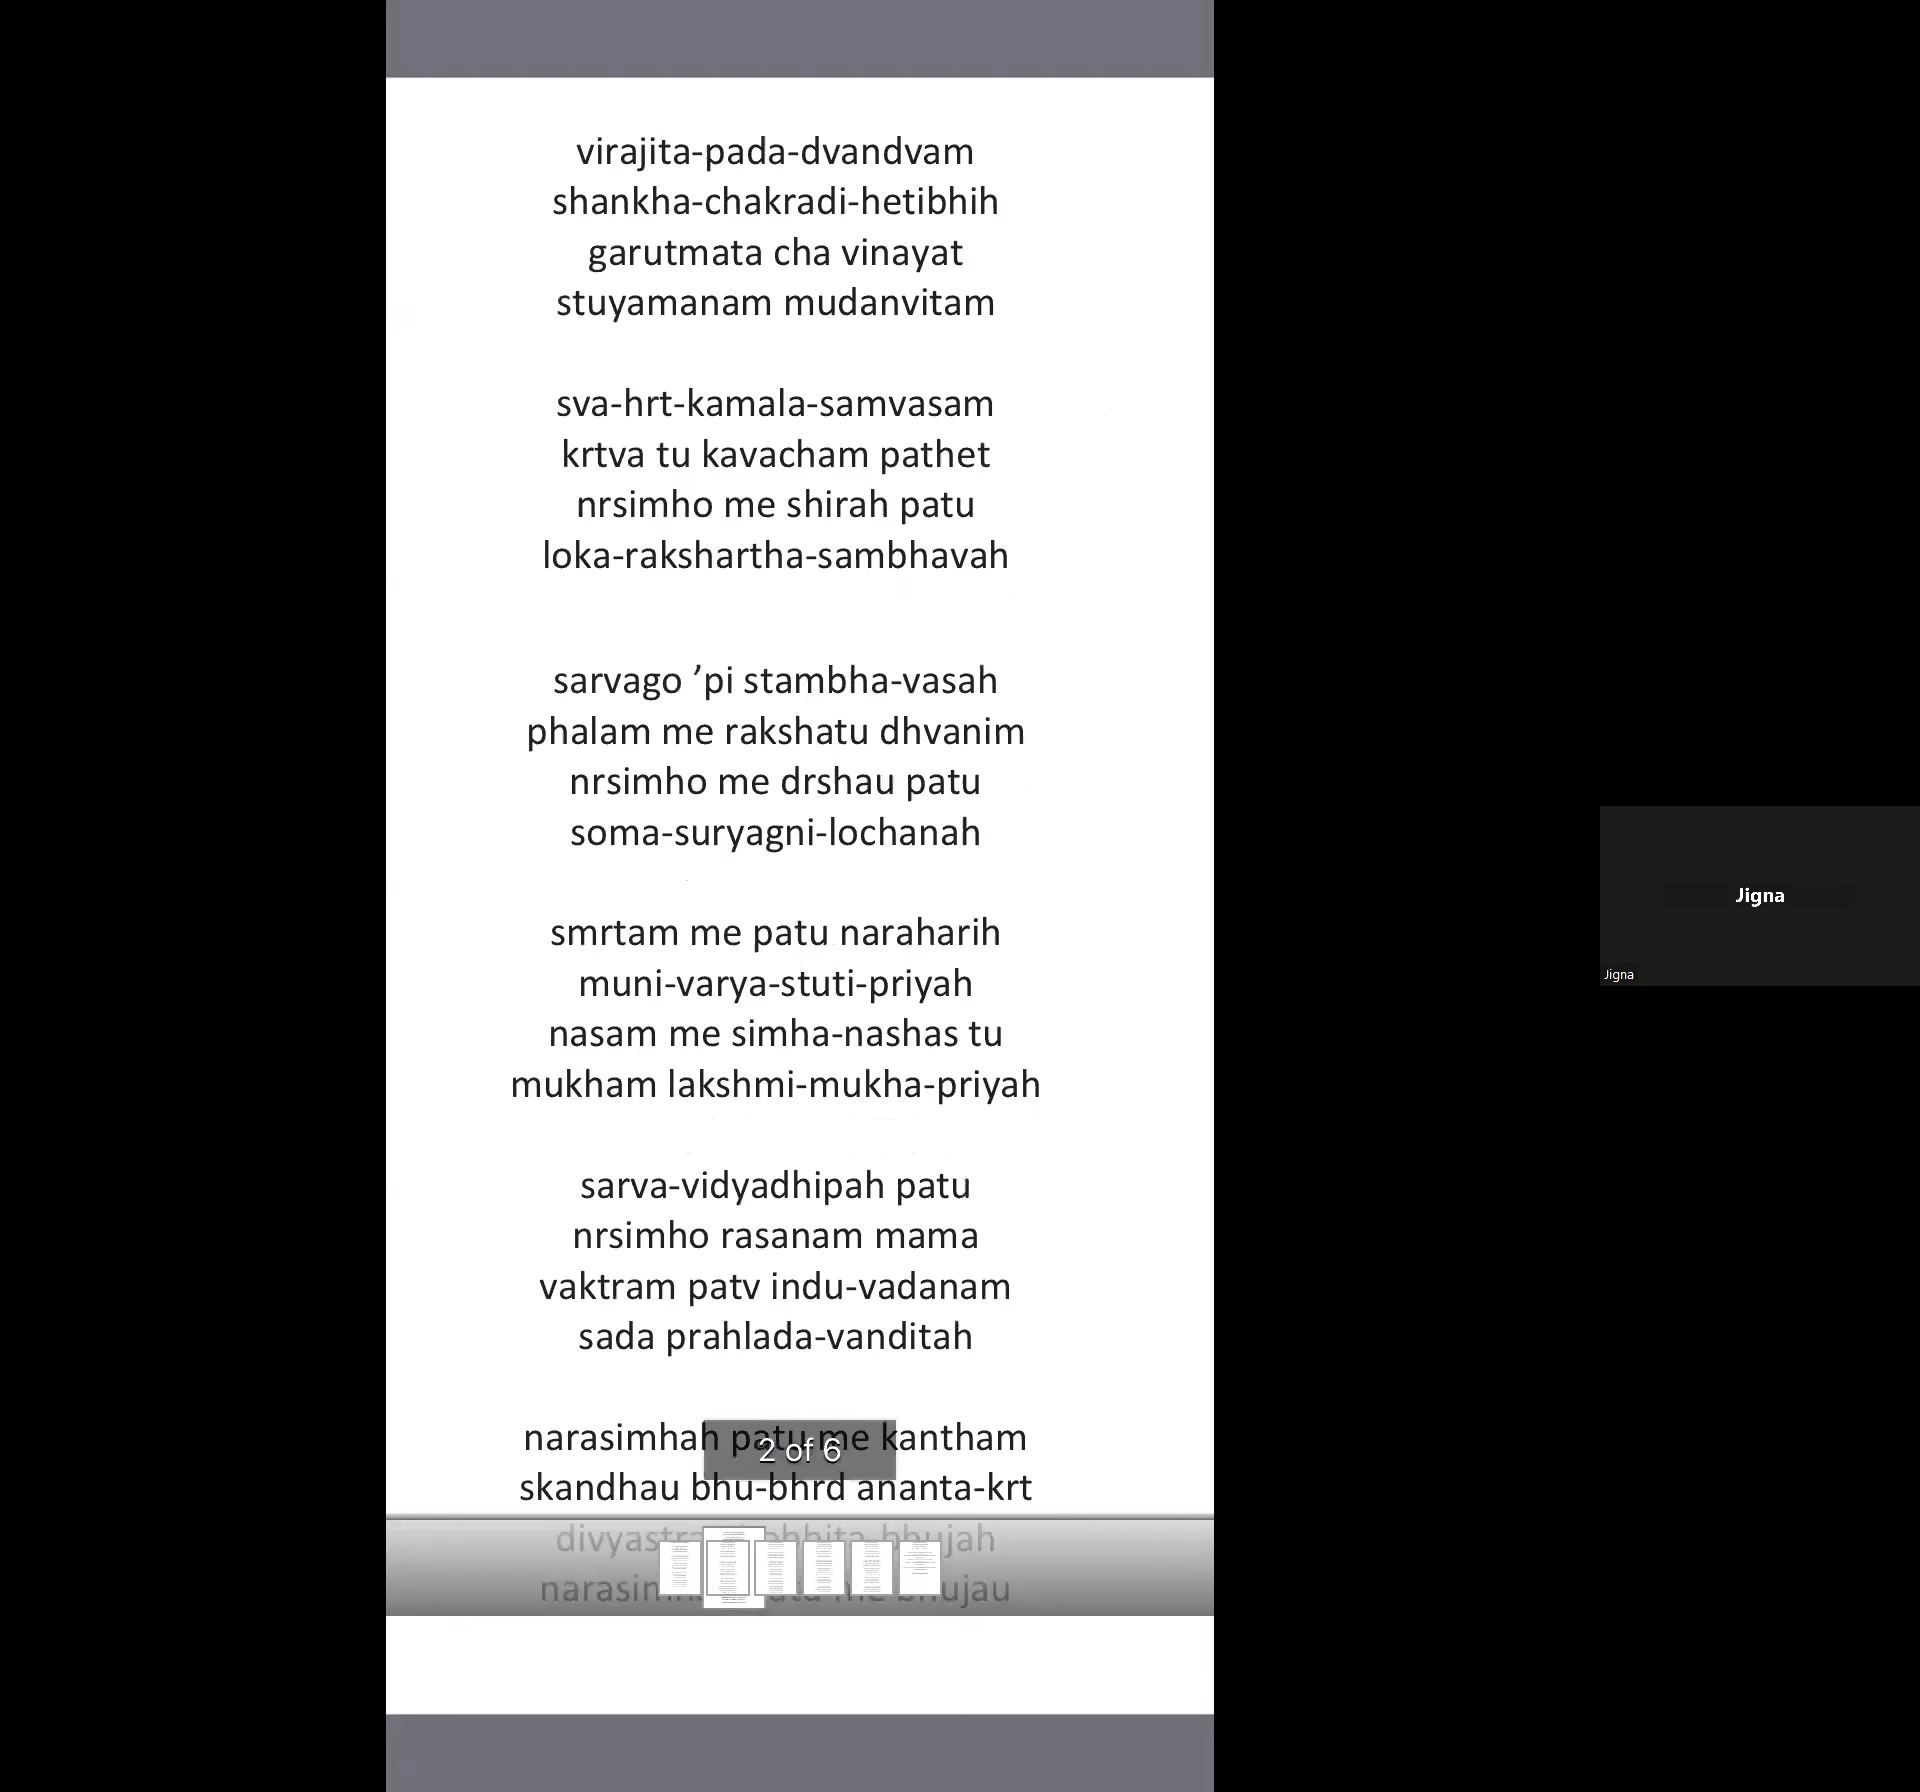 virajita-pada-dvandvam
shankha-chakradi-hetibhih
garutmata cha vinayat
stuyamanam mudanvitam
sva-hrt-kamala-samvasam
krtva tu kavacham pathet
nrsimho me shirah patu
loka-rakshartha-sambhavah
sarvago ’pi stambha-vasah
phalam me rakshatu dhvanim
nrsimho me drshau patu
soma-suryagni-lochanah
smrtam me patu naraharih
muni-varya-stuti-priyah
nasam me simha-nashas tu
mukham lakshmi-mukha-priyah
sarva-vidyadhipah patu
nrsimho rasanam mama
vaktram patv indu-vadanam
sada prahlada-vanditah
narasimhah patu me kantham
2 of 6
skandhau bhu-bhrd ananta-krt
Jigna
Jigna